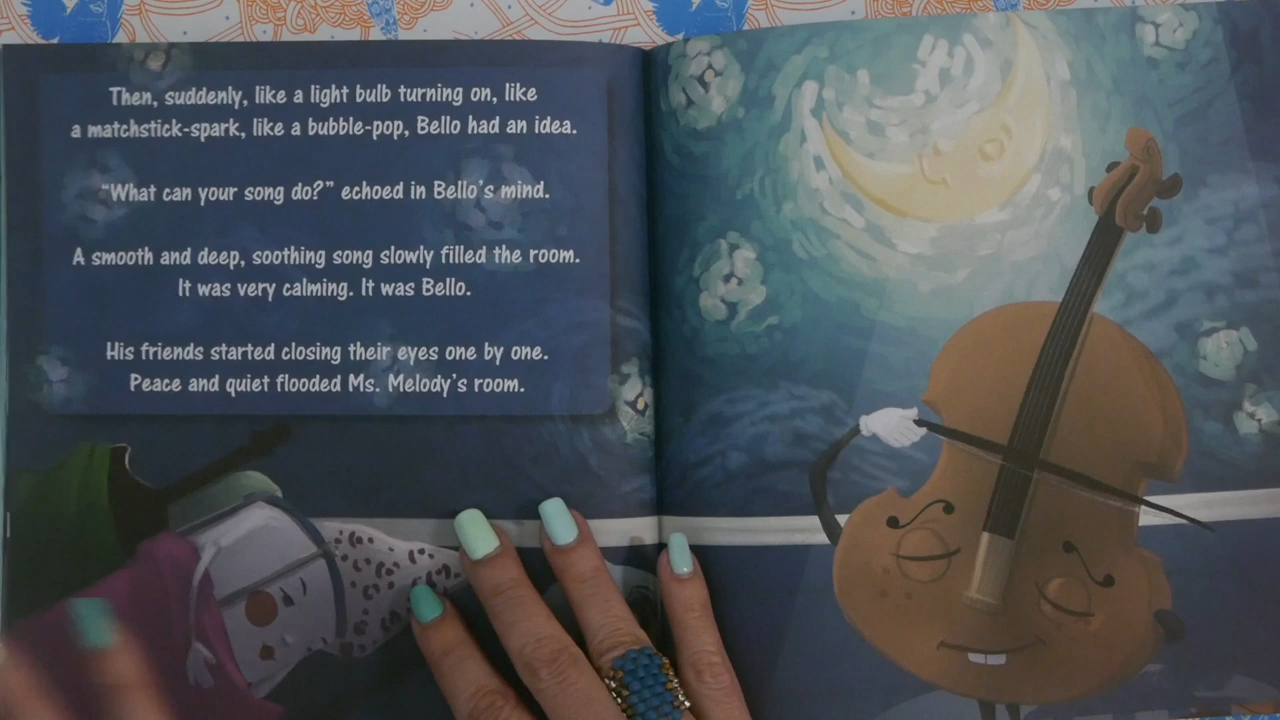 Then, suddenly, like a light bulb turning on, like
a matchstick-spark, like a bubble-pop, Bello had an idea.
“What can your song do?” echoed in Bello’s mind.
A smooth and deep, soothing song slowly filled the room.
It was very calming. It was Bello.
His friends started closing their eyes one by one.
Peace and quiet flooded Ms. Melody’s room.